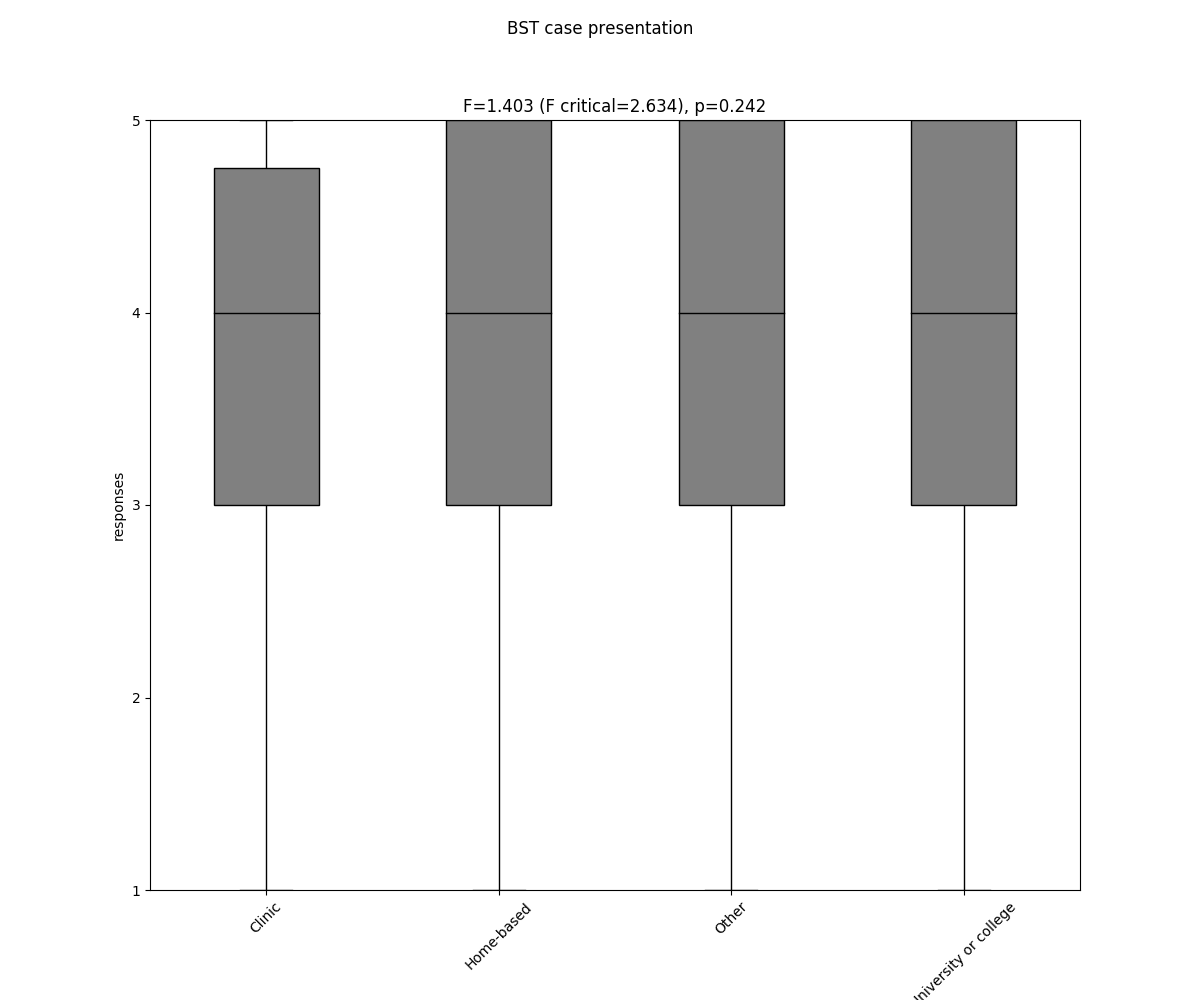 BST case presentation
F=1.403 (F critical=2.634), p=0.242
5
4
3
2
1
responses
Clinic
Home-based
Other
or college